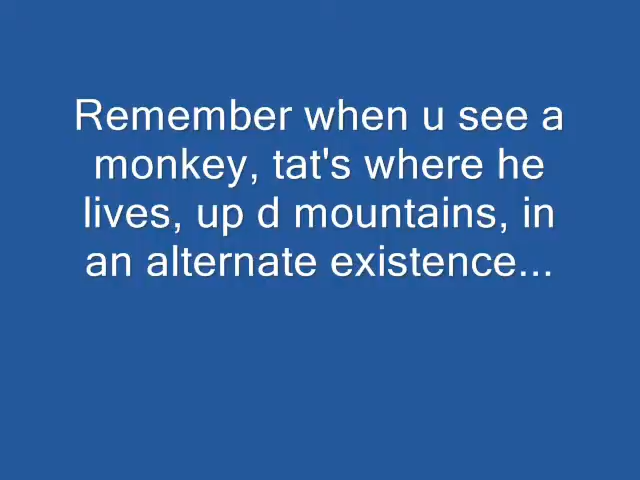 Remember when u see a
monkey, tat's where he
lives, up d mountains, in
an alternate existence...